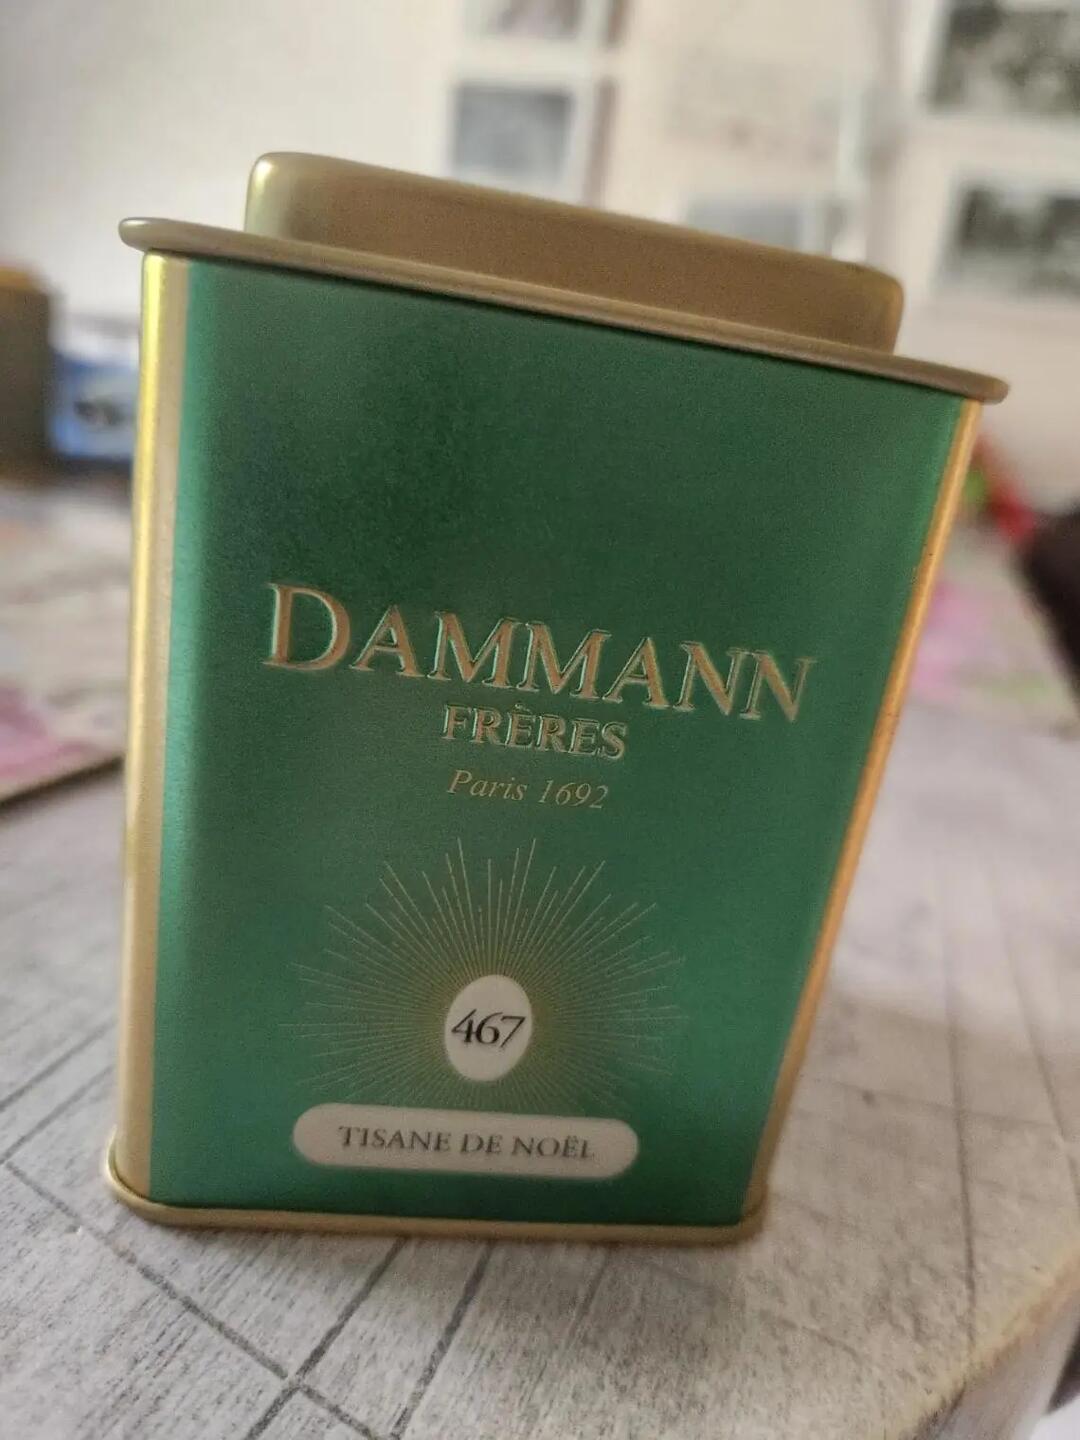 DAMMANN
FRÈRES
Paris 1692
467
TISANE DE NOËL